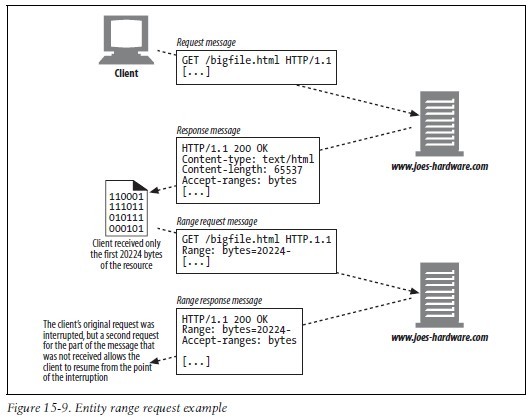 Request message
GET /bigfile.html HTTP/1.1
[...]
Client
Response message
HTTP/1.1 200 OK
Content-type: text/html
Content-length: 65537
Accept-ranges: bytes
[...]
www.joes-hardware.com
110001
111011
010111
000101
Client received only
the first 20224 bytes
of the resource
Range request message
GET /bigfile.html HTTP.1.1
Range: bytes=20224-
[...]
Range response message
HTTP/1.1 200 OK
Range: bytes=20224-
Accept-ranges: bytes
[...]
www.joes-hardware.com
The client's original request was
interrupted, but a second request
for the part of the message that
was not received allows the
client to resume from the point
of the interruption
Figure 15-9. Entity range request example